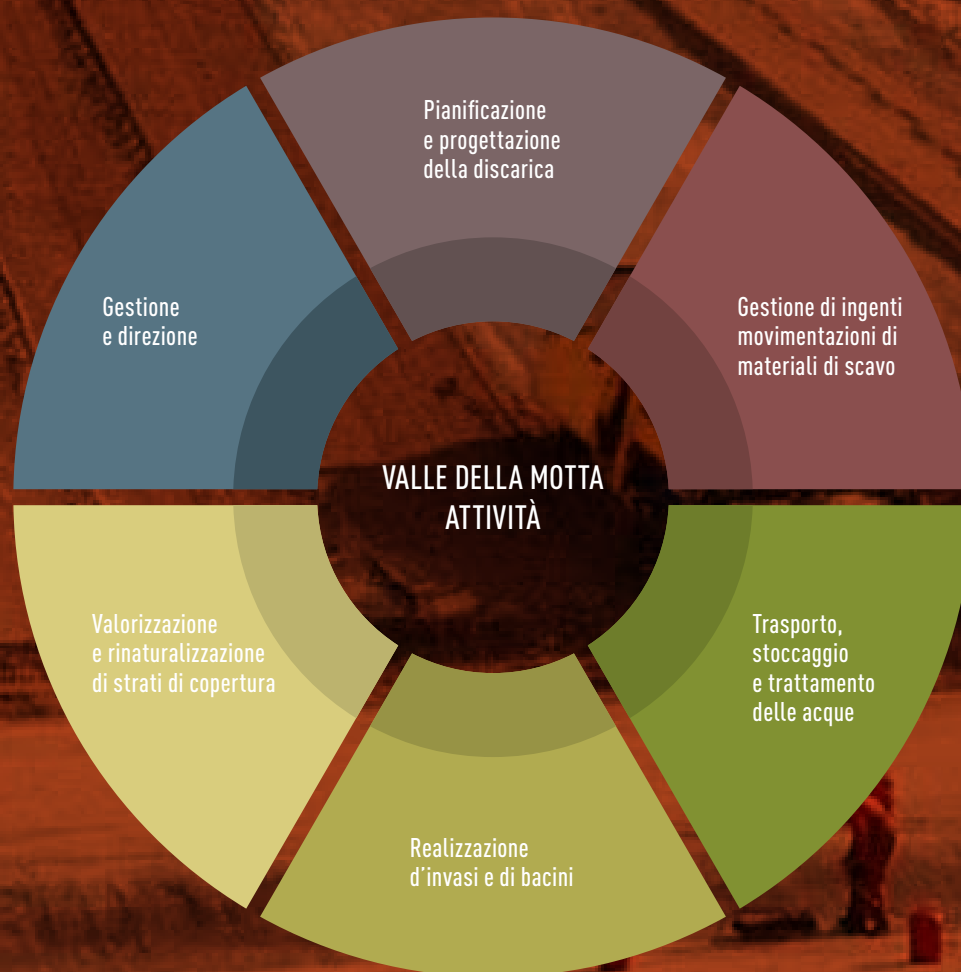 Pianificazione
e progettazione
della discarica
Gestione di ingenti
movimentazioni di
materiali di scavo
Trasporto,
stoccaggio
e trattamento
delle acque
Realizzazione
d'invasi e di bacini
Valorizzazione
e rinaturalizzazione
di strati di copertura
Gestione
e direzione
VALLE DELLA MOTTA
ATTIVITÀ